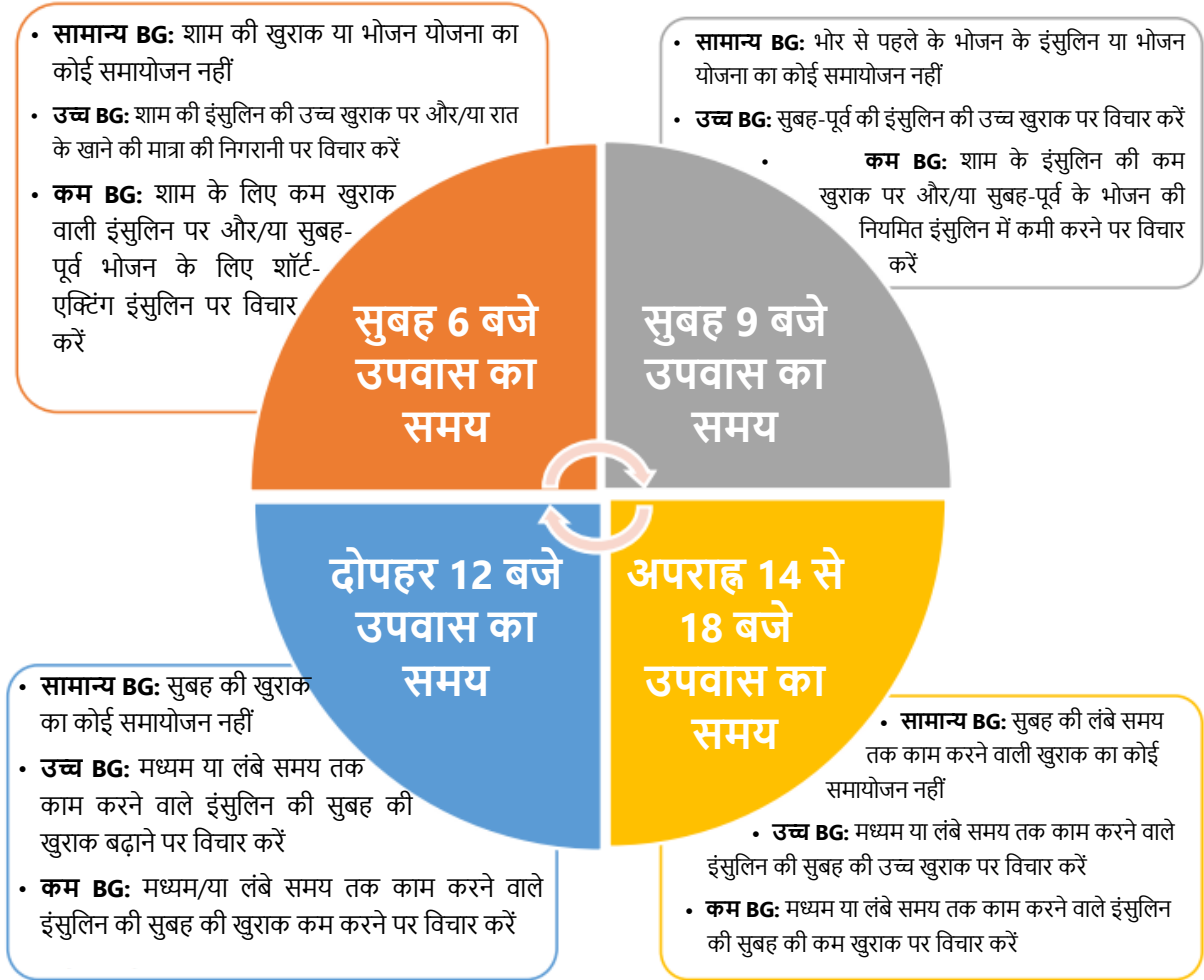 • सामान्य BG: शाम की खुराक या भोजन योजना का
कोई समायोजन नहीं
• उच्च BG: शाम की इंसुलिन की उच्च खुराक पर और/या रात
के खाने की मात्रा की निगरानी पर विचार करें
• कम BG: शाम के लिए कम खुराक
वाली इंसुलिन पर और/या सुबह-
पूर्व भोजन के लिए शॉर्ट-
एक्टिंग इंसुलिन पर विचार
करें
• सामान्य BG: भोर से पहले के भोजन के इंसुलिन या भोजन
योजना का कोई समायोजन नहीं
• उच्च BG: सुबह-पूर्व की इंसुलिन की उच्च खुराक पर विचार करें
• कम BG: शाम के इंसुलिन की कम
खुराक पर और/या सुबह-पूर्व के भोजन की
नियमित इंसुलिन में कमी करने पर विचार
करें
सुबह 6 बजे
उपवास का
समय
सुबह 9 बजे
उपवास का
समय
दोपहर 12 बजे
उपवास का
समय
अपराह्न 14 से
18 बजे
उपवास का
समय
• सामान्य BG: सुबह की खुराक
का कोई समायोजन नहीं
• उच्च BG: मध्यम या लंबे समय तक
काम करने वाले इंसुलिन की सुबह की
खुराक बढ़ाने पर विचार करें
• कम BG: मध्यम/या लंबे समय तक काम करने वाले
इंसुलिन की सुबह की खुराक कम करने पर विचार करें
• सामान्य BG: सुबह की लंबे समय
तक काम करने वाली खुराक का कोई
समायोजन नहीं
• उच्च BG: मध्यम या लंबे समय तक काम करने वाले
इंसुलिन की सुबह की उच्च खुराक पर विचार करें
• कम BG: मध्यम या लंबे समय तक काम करने वाले इंसुलिन
की सुबह की कम खुराक पर विचार करें